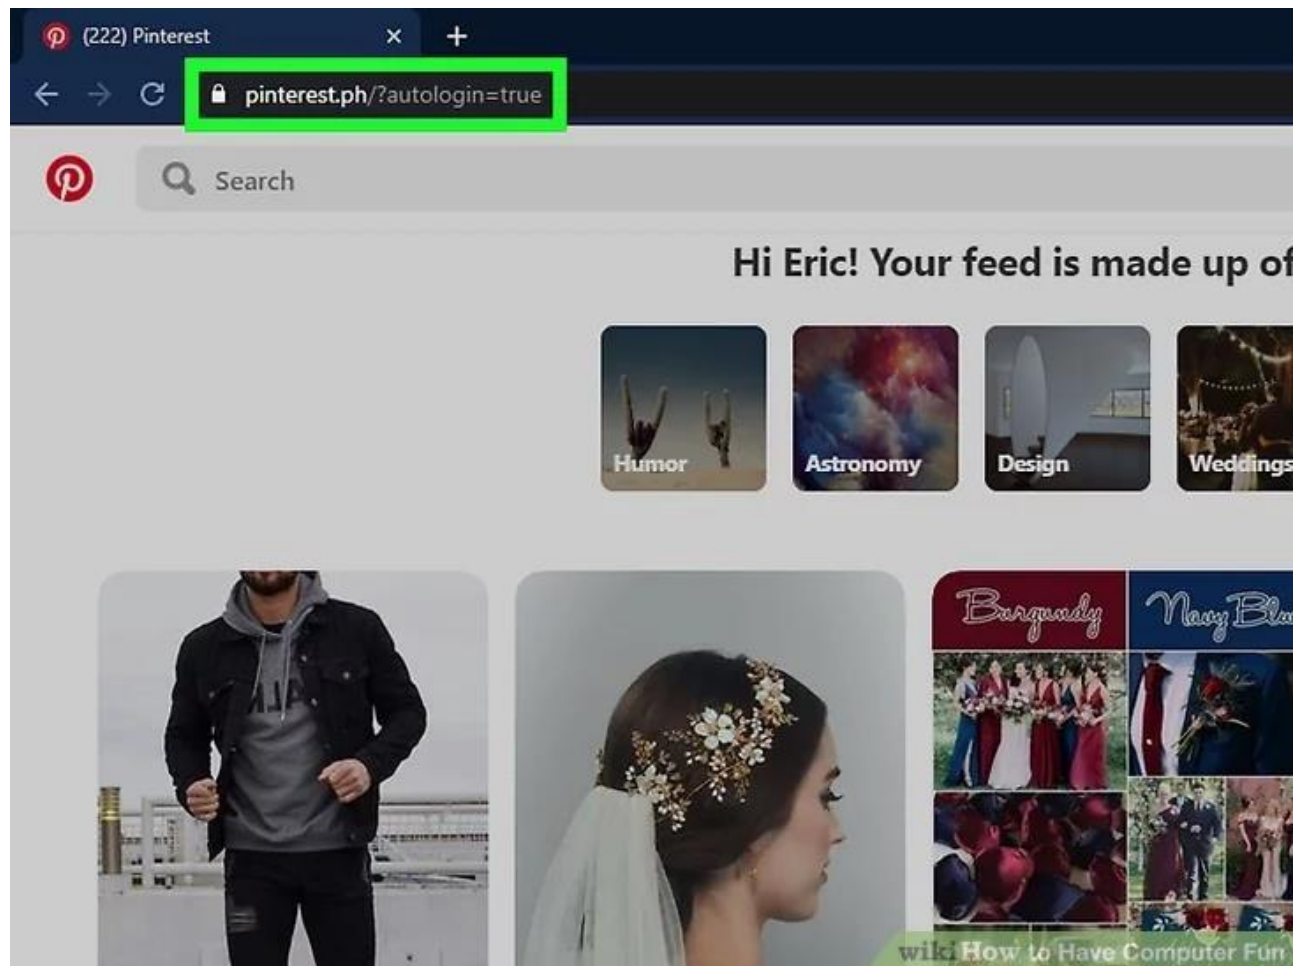 (222) Pinterest
pinterest.ph/?autologin=true
Search
Hi Eric! Your feed is made up of
Humor
Astronomy
Design
Weddings
Burgundy
Navy Blu
wikiHow to Have Computer Fun